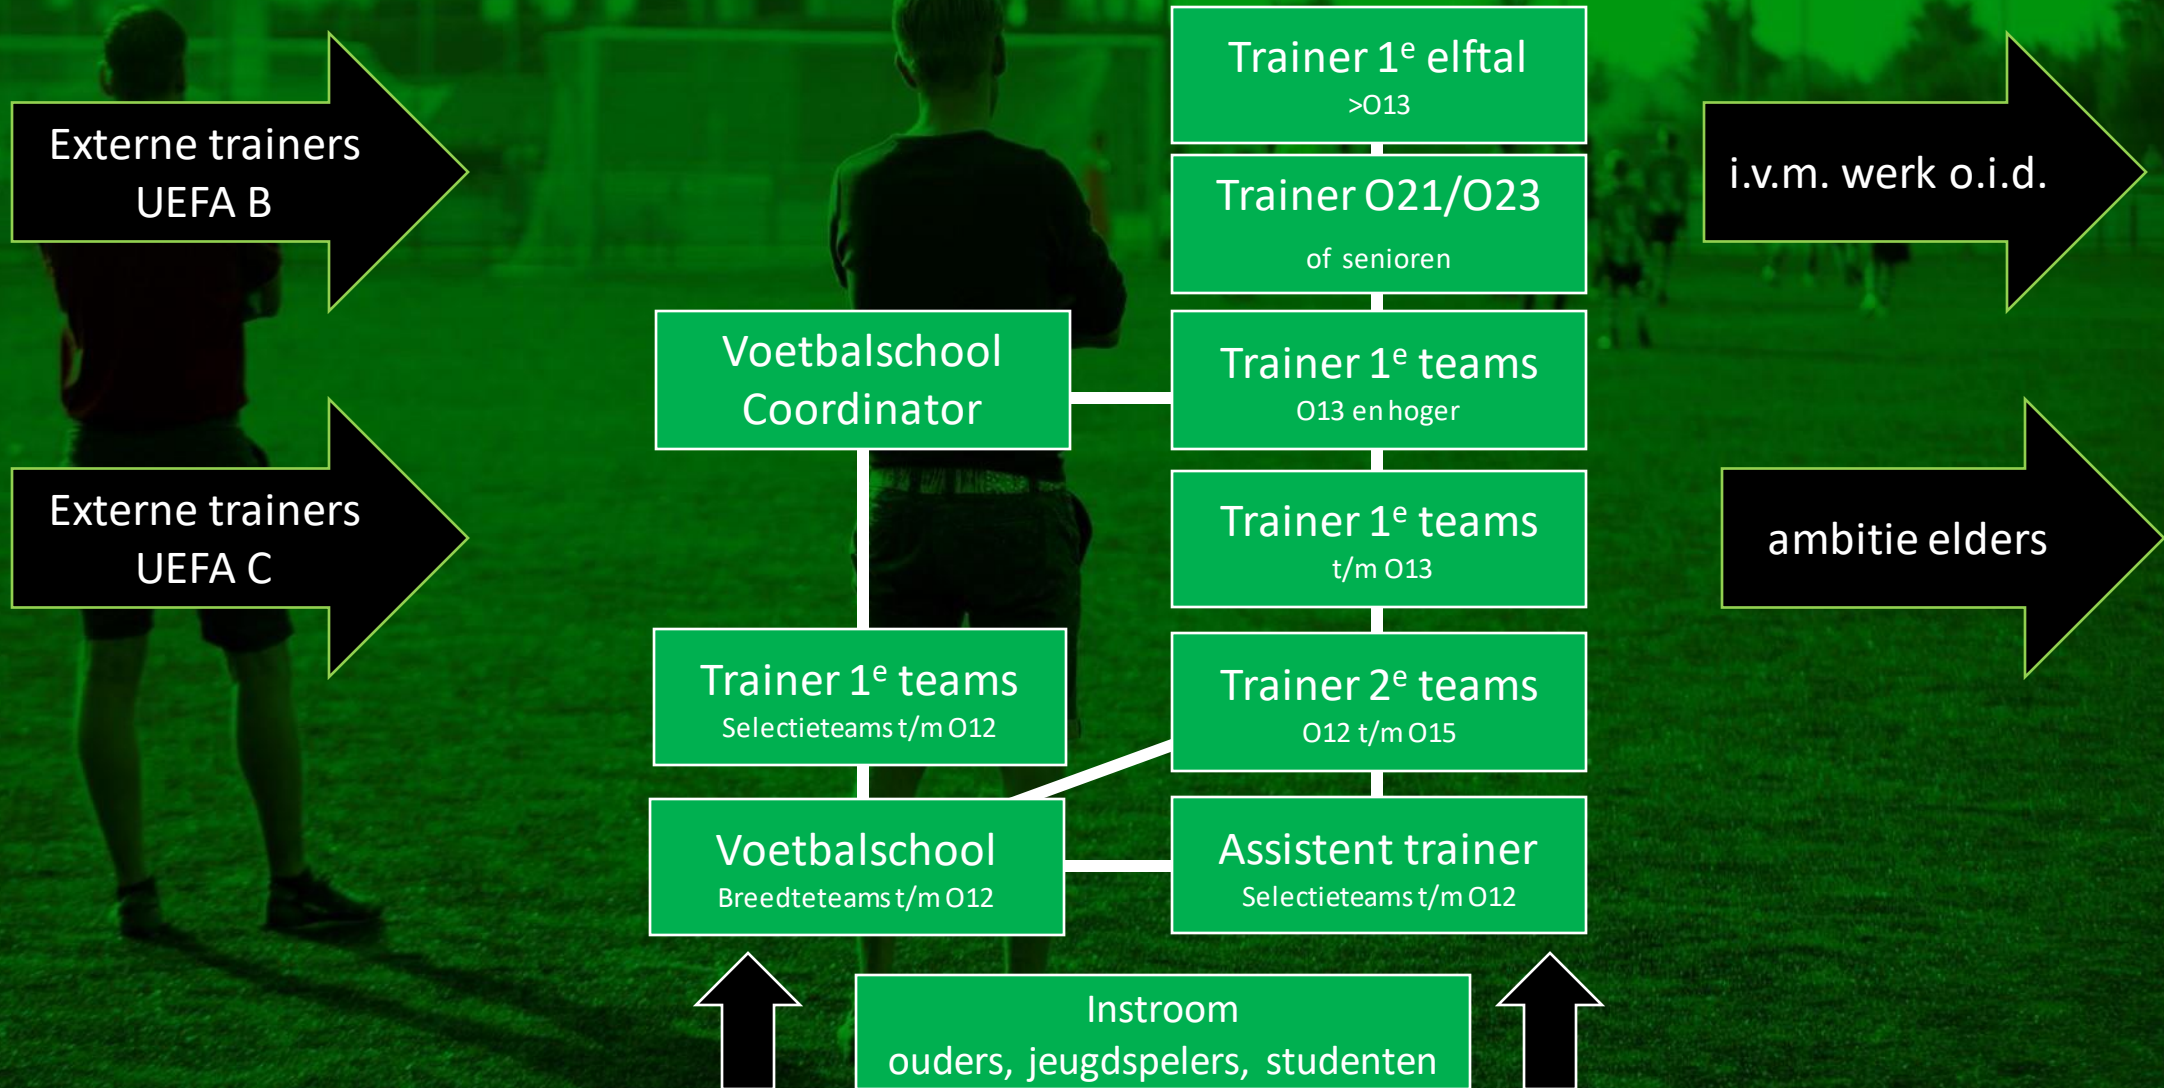 Trainer 1e elftal
>O13
Externe trainers
UEFA B
i.v.m. werk o.i.d.
Trainer O21/O23
of senioren
Voetbalschool
Coordinator
Trainer 1e teams
O13 en hoger
Externe trainers
UEFA C
Trainer 1e teams
t/m O13
ambitie elders
Trainer 1e teams
Selectieteams t/m O12
Trainer 2e teams
O12 t/m O15
Voetbalschool
Breedteteams t/m O12
Assistent trainer
Selectieteams t/m O12
Instroom
ouders, jeugdspelers, studenten